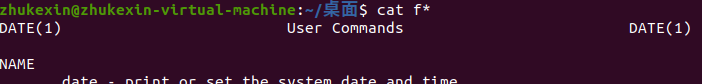 zhukexin@zhukexin-virtual-machine:~/桌面$ cat f*
DATE(1) User Commands DATE(1)
NAME
date - print or set the system date and time